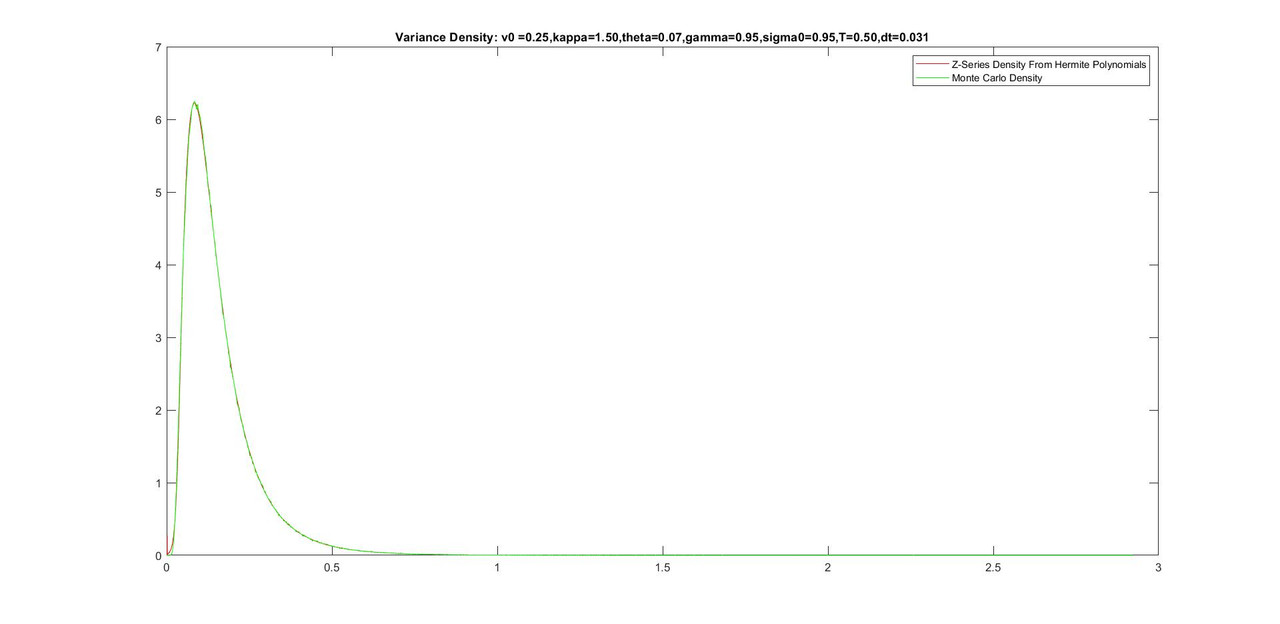 Variance Density: v0 =0.25,kappa=1.50,theta=0.07,gamma=0.95,sigma0=0.95,T=0.50,dt=0.031
Z-Series Density From Hermite Polynomials
Monte Carlo Density
7
6
5
4
3
2
1
0
0 0.5 1 1.5 2 2.5 3